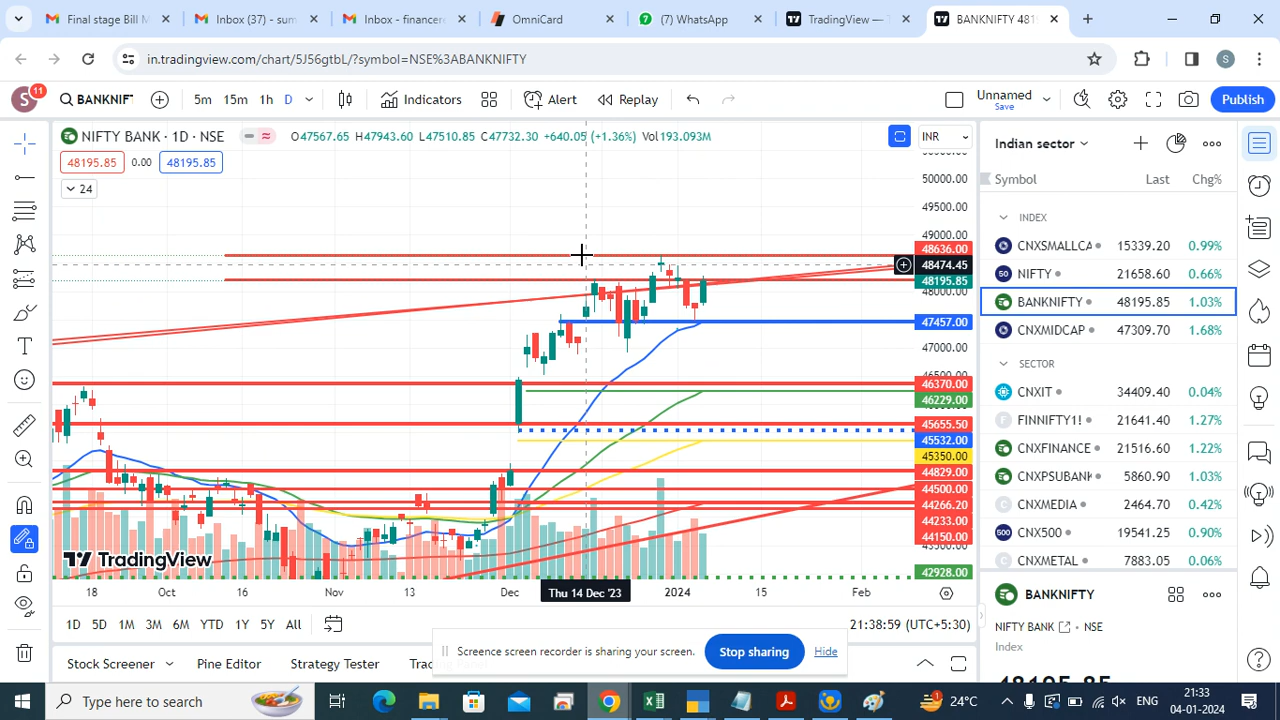 Final stage Bill M
Inbox (37) - sum
Inbox - financere
OmniCard
(7) WhatsApp
TradingView — T
BANKNIFTY 481
in.tradingview.com/chart/5J56gtbL/?symbol=NSE%3ABANKNIFTY
S 11
BANKNIF
5m 15m 1h D
Indicators
Alert
Replay
Unnamed
Save
Publish
NIFTY BANK · 1D · NSE
O47567.65 H47943.60 L47510.85 C47732.30 +640.05 (+1.36%) Vol193.093M
INR
48195.85 0.00 48195.85
24
50000.00
49500.00
49000.00
48636.00
48474.45
48195.85
48000.00
47457.00
47000.00
46370.00
46229.00
45655.50
45532.00
45350.00
44829.00
44500.00
44266.20
44233.00
44150.00
42928.00
TradingView
18 Oct 16 Nov 13 Dec Thu 14 Dec '23 2024 15 Feb
1D 5D 1M 3M 6M YTD 1Y 5Y All
21:38:59 (UTC+5:30)
Screence screen recorder is sharing your screen.
Stop sharing
Hide
Stock Screener
Pine Editor
Strategy Tester
Indian sector
Symbol Last Chg%
INDEX
CNXSMALLCA 15339.20 0.99%
NIFTY 21658.60 0.66%
BANKNIFTY 48195.85 1.03%
CNXMIDCAP 47309.70 1.68%
SECTOR
CNXIT 34409.40 0.04%
FINNIFTY1! 21641.40 1.27%
CNXFINANCE 21516.60 1.22%
CNXPSUBANK 5860.90 1.03%
CNXMEDIA 2464.70 0.42%
CNX500 19541.25 0.90%
CNXMETAL 7883.05 0.06%
BANKNIFTY
NIFTY BANK · NSE
Index
48195.85
Type here to search
24°C
ENG
21:33
04-01-2024